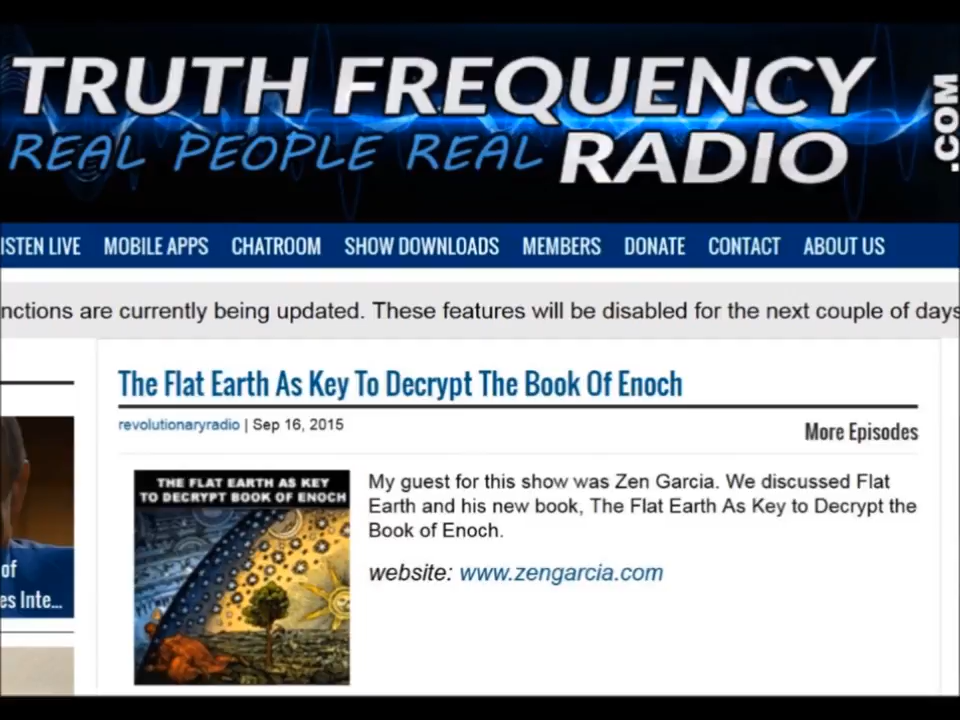 TRUTH FREQUENCY
REAL PEOPLE REAL RADIO .COM
ISTEN LIVE MOBILE APPS CHATROOM SHOW DOWNLOADS MEMBERS DONATE CONTACT ABOUT US
nctions are currently being updated. These features will be disabled for the next couple of days
The Flat Earth As Key To Decrypt The Book Of Enoch
revolutionaryradio | Sep 16, 2015
More Episodes
THE FLAT EARTH AS KEY
TO DECRYPT BOOK OF ENOCH
My guest for this show was Zen Garcia. We discussed Flat
Earth and his new book, The Flat Earth As Key to Decrypt the
Book of Enoch.
website: www.zengarcia.com
of
es Inte...